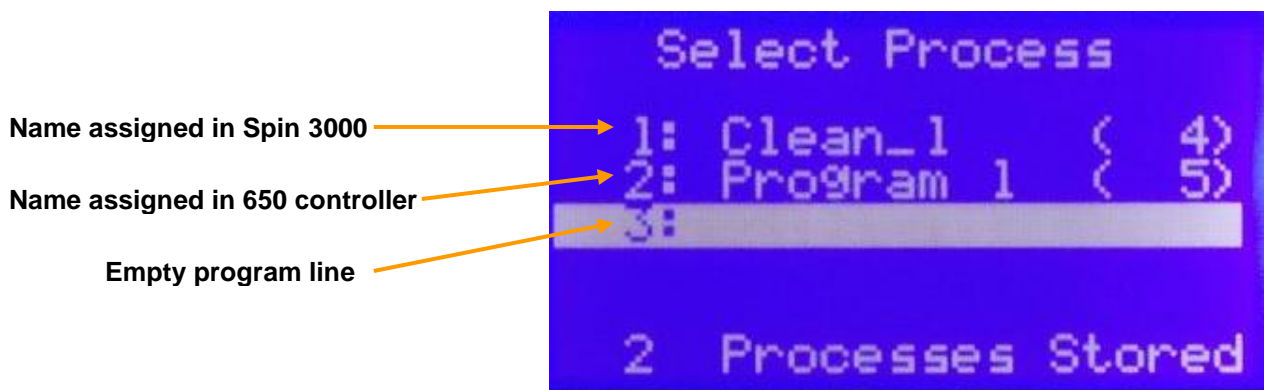 Select Process
Name assigned in Spin 3000
1: Clean_1 ( 4)
Name assigned in 650 controller
2: Program 1 ( 5)
Empty program line
3:
2 Processes Stored